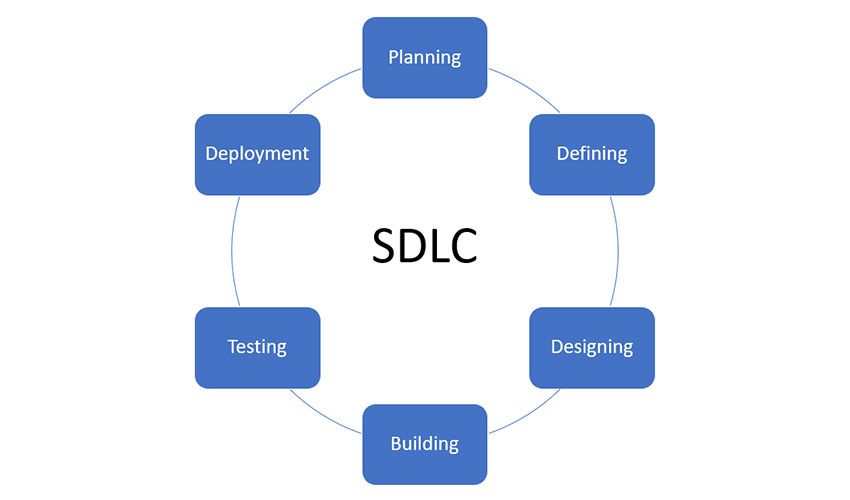 Planning
Defining
Designing
Building
Testing
Deployment
SDLC